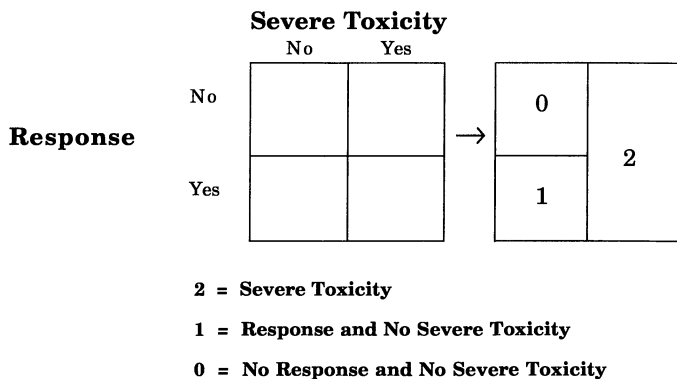 Severe Toxicity
No Yes
No
0
Response
2
Yes
1
2 = Severe Toxicity
1 = Response and No Severe Toxicity
0 = No Response and No Severe Toxicity